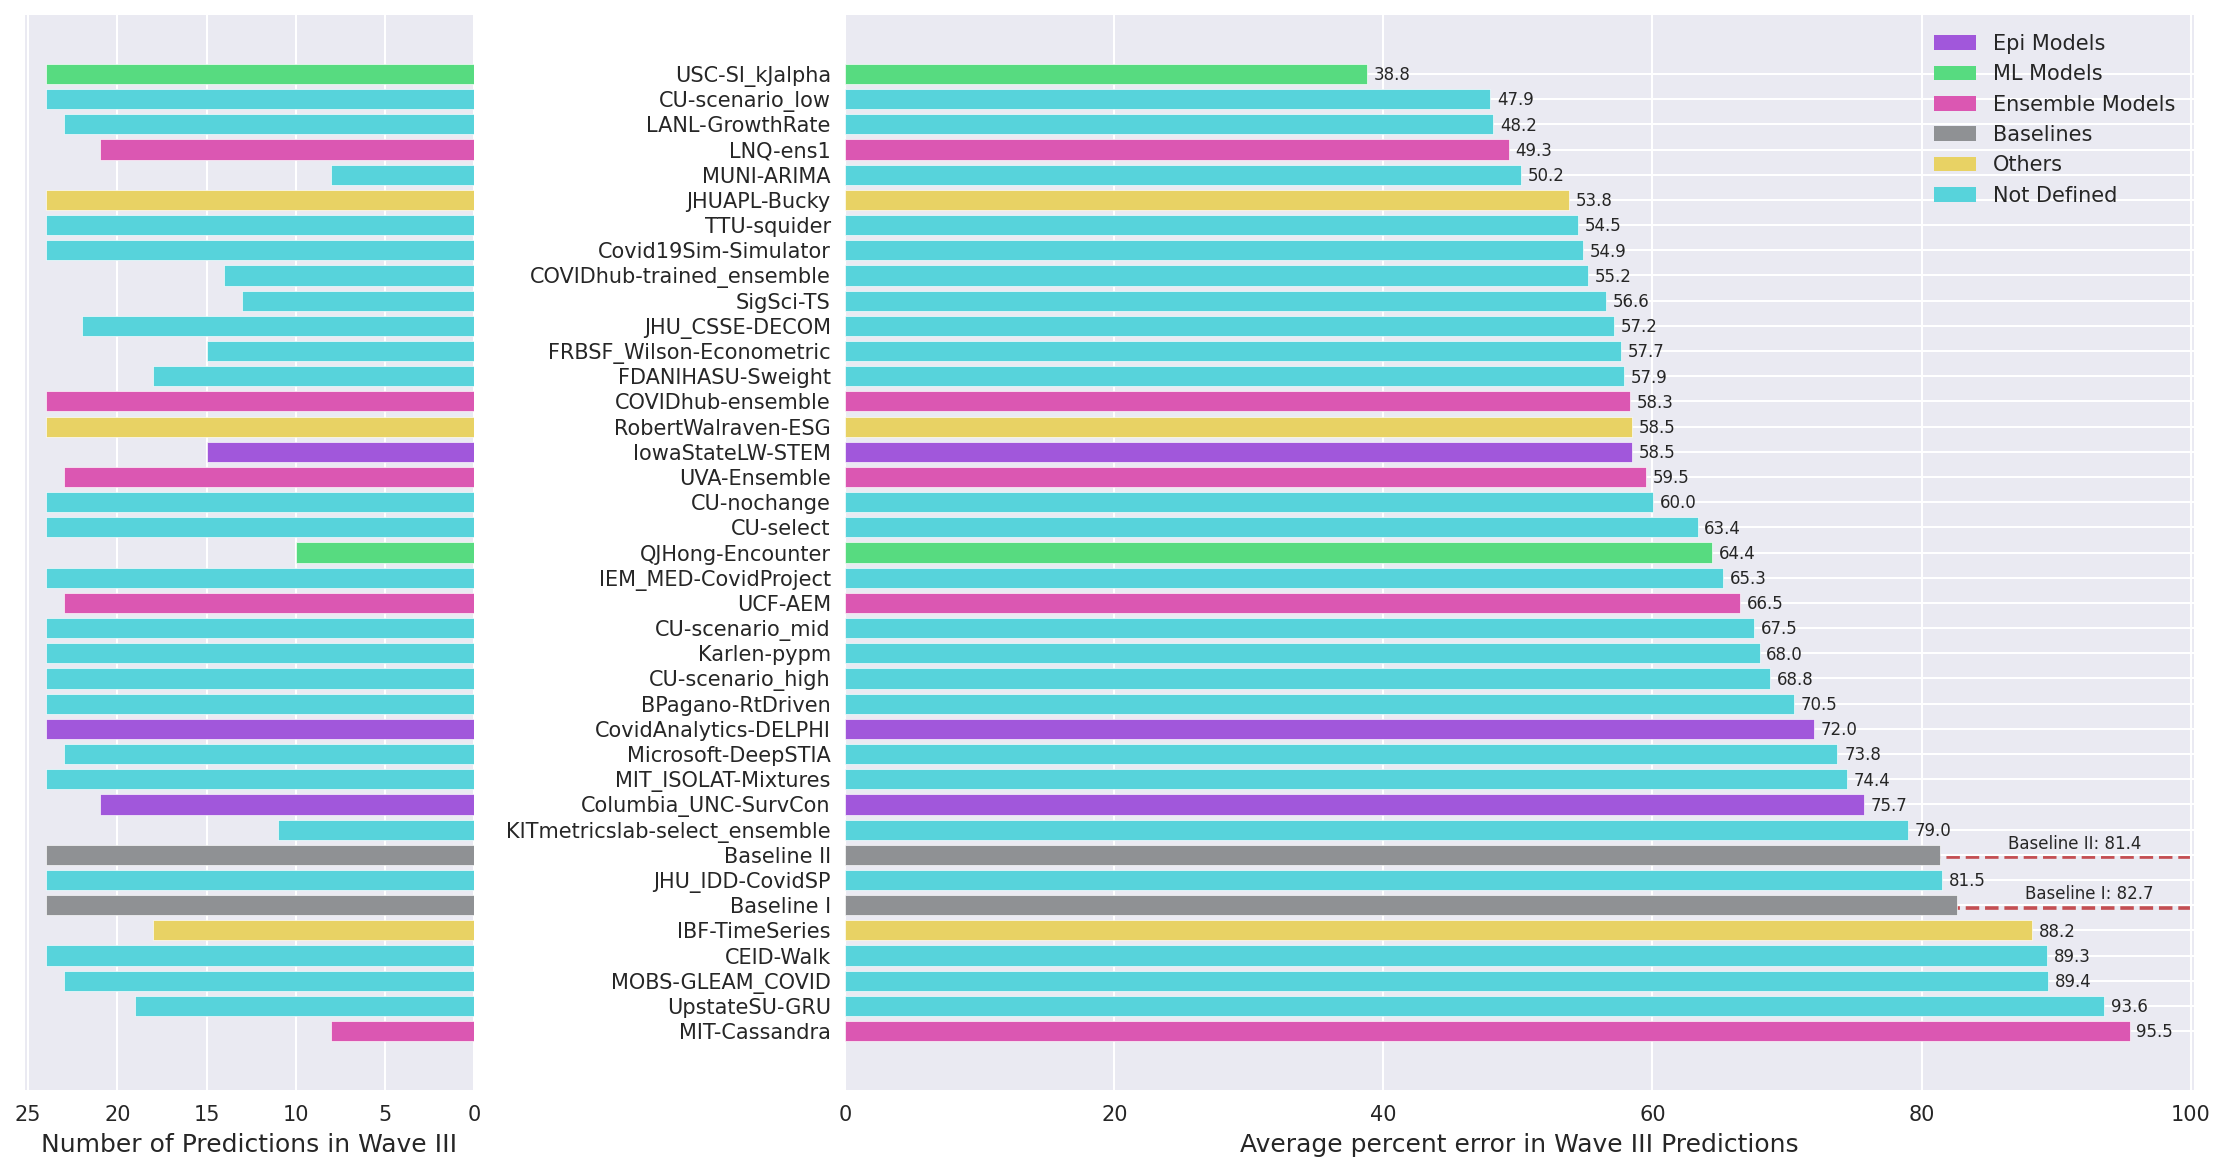 Epi Models
ML Models
Ensemble Models
Baselines
Others
Not Defined
USC-SI_kJalpha 38.8
CU-scenario_low 47.9
LANL-GrowthRate 48.2
LNQ-ens1 49.3
MUNI-ARIMA 50.2
JHUAPL-Bucky 53.8
TTU-squider 54.5
Covid19Sim-Simulator 54.9
COVIDhub-trained_ensemble 55.2
SigSci-TS 56.6
JHU_CSSE-DECOM 57.2
FRBSF_Wilson-Econometric 57.7
FDANIHASU-Sweight 57.9
COVIDhub-ensemble 58.3
RobertWalraven-ESG 58.5
IowaStateLW-STEM 58.5
UVA-Ensemble 59.5
CU-nochange 60.0
CU-select 63.4
QJHong-Encounter 64.4
IEM_MED-CovidProject 65.3
UCF-AEM 66.5
CU-scenario_mid 67.5
Karlen-pypm 68.0
CU-scenario_high 68.8
BPagano-RtDriven 70.5
CovidAnalytics-DELPHI 72.0
Microsoft-DeepSTIA 73.8
MIT_ISOLAT-Mixtures 74.4
Columbia_UNC-SurvCon 75.7
KITmetricslab-select_ensemble 79.0
Baseline II Baseline II: 81.4
JHU_IDD-CovidSP 81.5
Baseline I Baseline I: 82.7
IBF-TimeSeries 88.2
CEID-Walk 89.3
MOBS-GLEAM_COVID 89.4
UpstateSU-GRU 93.6
MIT-Cassandra 95.5
25 20 15 10 5 0 0 20 40 60 80 100
Number of Predictions in Wave III Average percent error in Wave III Predictions